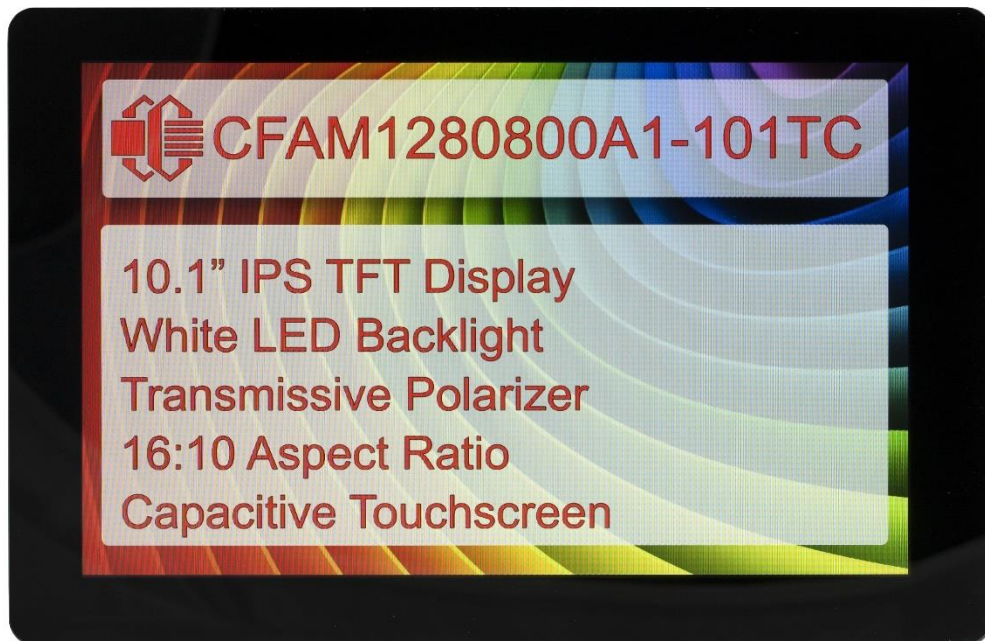 CFAM1280800A1-101TC
10.1” IPS TFT Display
White LED Backlight
Transmissive Polarizer
16:10 Aspect Ratio
Capacitive Touchscreen